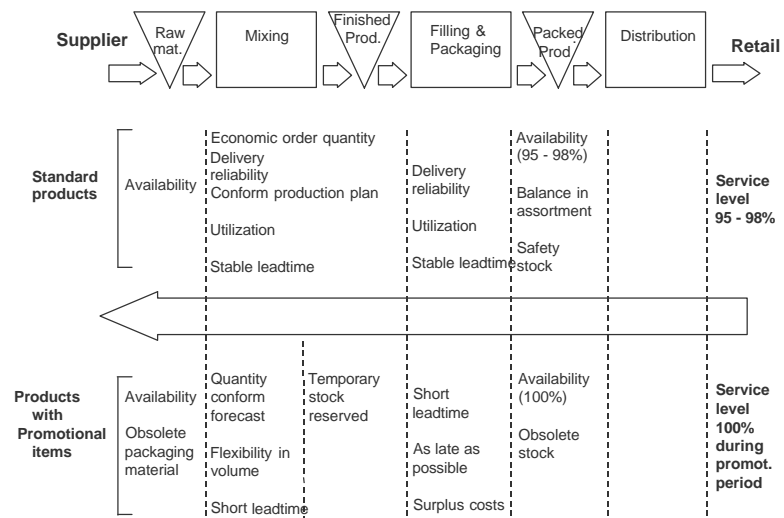 Supplier
Raw
mat.
Mixing
Finished
Prod.
Filling &
Packaging
Packed
Prod.
Distribution
Retail
Standard
products
Availability
Economic order quantity
Delivery
reliability
Conform production plan
Utilization
Stable leadtime
Delivery
reliability
Utilization
Stable leadtime
Availability
(95 - 98%)
Balance in
assortment
Safety
stock
Service
level
95 - 98%
Products
with
Promotional
items
Availability
Obsolete
packaging
material
Quantity
conform
forecast
Flexibility in
volume
Short leadtime
Temporary
stock
reserved
Short
leadtime
As late as
possible
Surplus costs
Availability
(100%)
Obsolete
stock
Service
level
100%
during
promot.
period